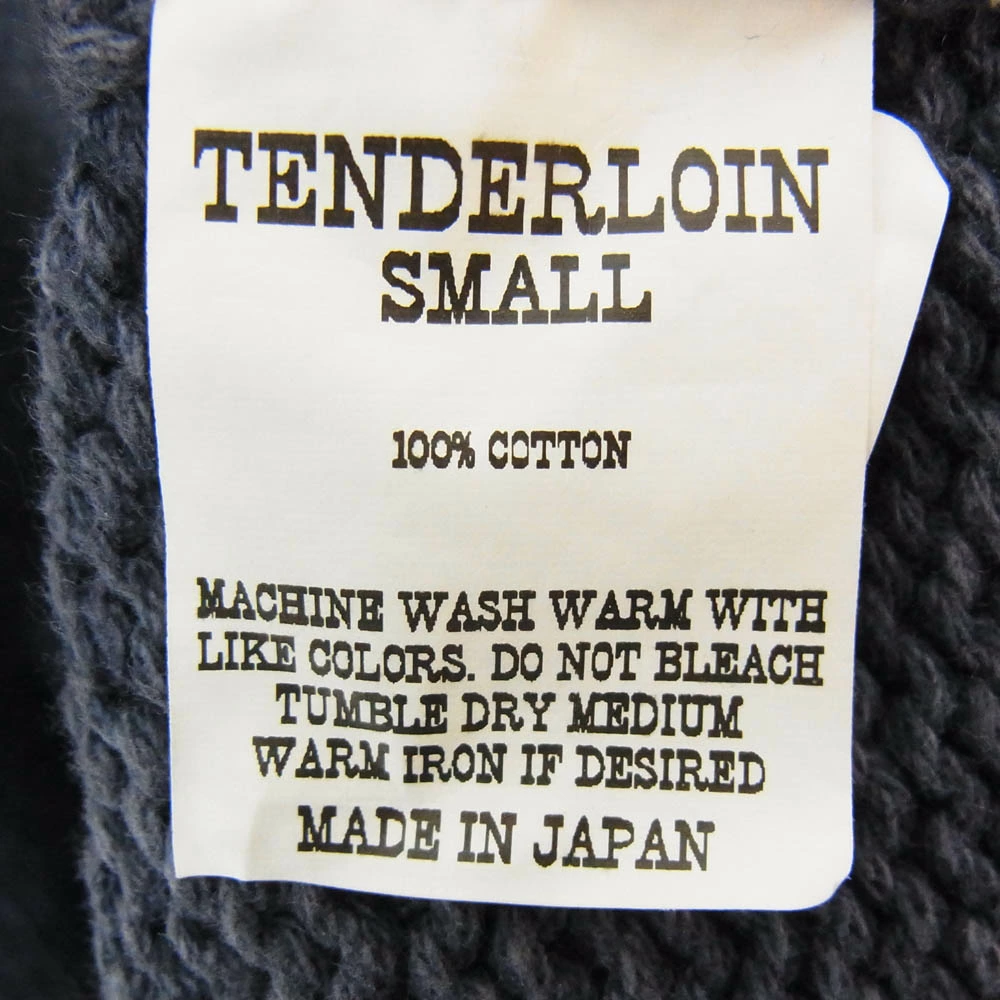 TENDERLOIN
SMALL
100% COTTON
MACHINE WASH WARM WITH
LIKE COLORS. DO NOT BLEACH
TUMBLE DRY MEDIUM
WARM IRON IF DESIRED
MADE IN JAPAN